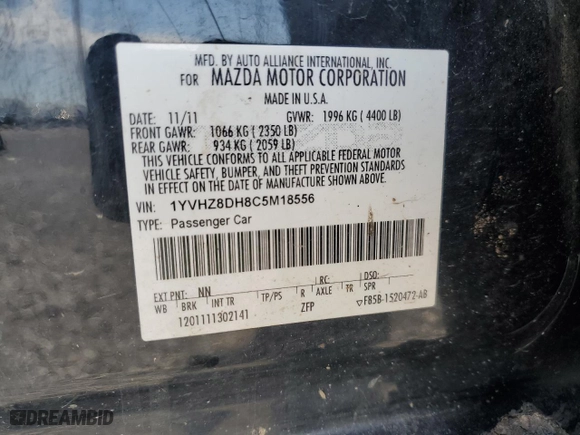 MFD. BY AUTO ALLIANCE INTERNATIONAL, INC.
FOR MAZDA MOTOR CORPORATION
MADE IN U.S.A.
DATE: 11/11 GVWR: 1996 KG ( 4400 LB)
FRONT GAWR: 1066 KG ( 2350 LB)
REAR GAWR: 934 KG ( 2059 LB)
THIS VEHICLE CONFORMS TO ALL APPLICABLE FEDERAL MOTOR
VEHICLE SAFETY, BUMPER, AND THEFT PREVENTION STANDARDS
IN EFFECT ON THE DATE OF MANUFACTURE SHOWN ABOVE.
VIN: 1YVHZ8DH8C5M18556
TYPE: Passenger Car
EXT PNT: NN RC: DSO:
WB BRK INT TR TP/PS R AXLE TR SPR
1201111302141 ZFP ▽F85B-1520472-AB
DREAMBID